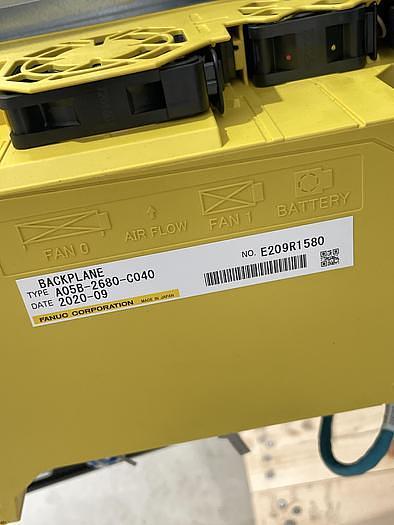 FAN 0
AIR FLOW
FAN 1
BATTERY
BACKPLANE
TYPE A05B-2680-C040
DATE 2020-09
NO. E209R1580
FANUC CORPORATION MADE IN JAPAN